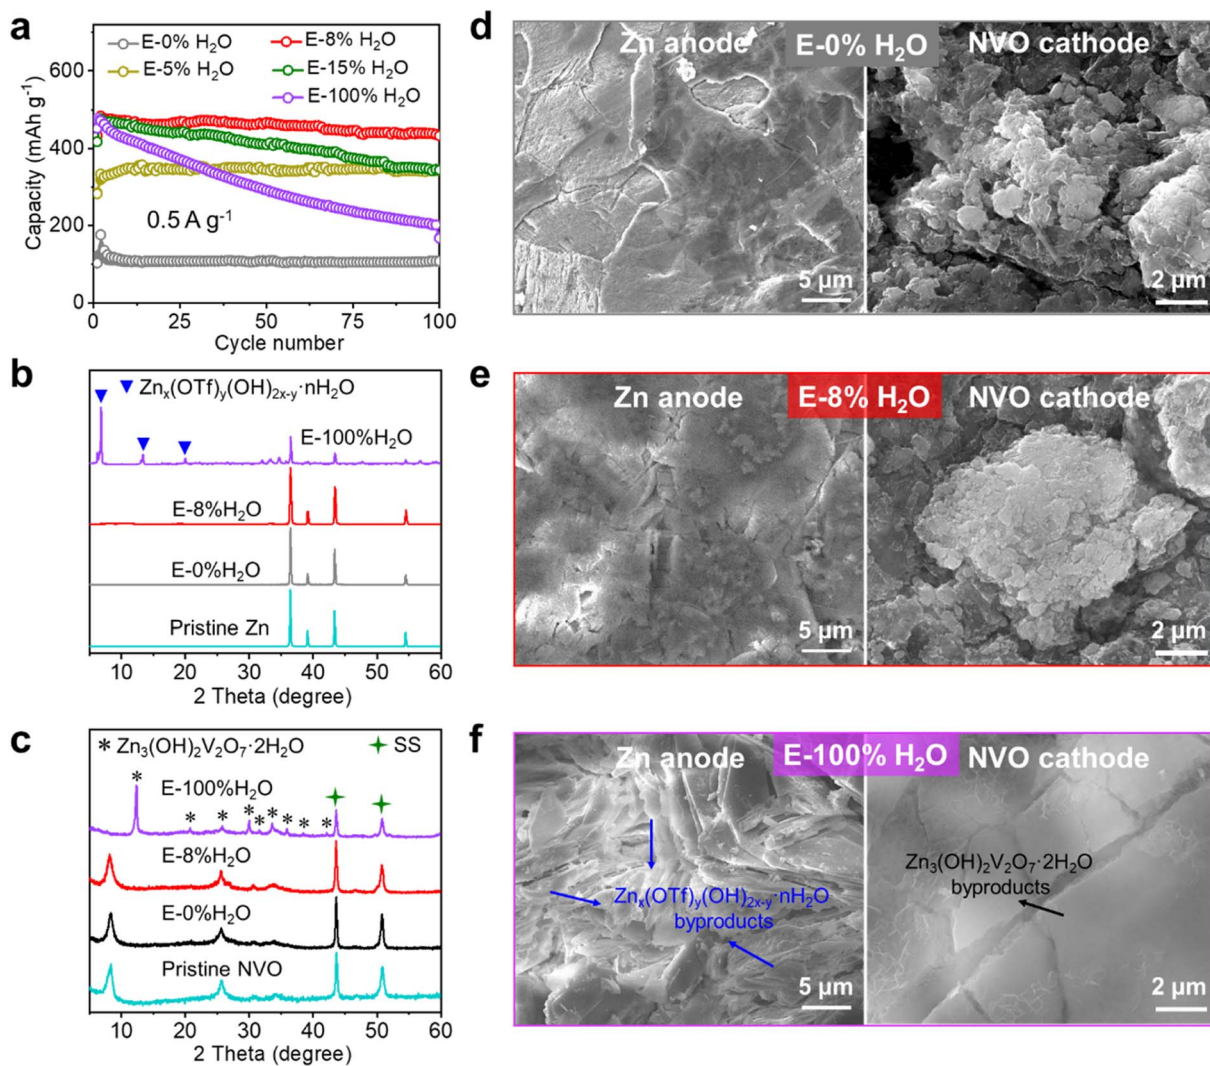 a
E-0% H₂O
E-8% H₂O
E-5% H₂O
E-15% H₂O
E-100% H₂O
600
400
200
0
Capacity (mAh g⁻¹)
0.5 A g⁻¹
0
25
50
75
100
Cycle number
b
Znₓ(OTf)ᵧ(OH)₂ₓ₋ᵧ·nH₂O
E-100%H₂O
E-8%H₂O
E-0%H₂O
Pristine Zn
10
20
30
40
50
60
2 Theta (degree)
c
* Zn₃(OH)₂V₂O₇·2H₂O
SS
E-100%H₂O
* * * * * * * * *
E-8%H₂O
E-0%H₂O
Pristine NVO
10
20
30
40
50
60
2 Theta (degree)
d
Zn anode
E-0% H₂O
NVO cathode
5 μm
2 μm
e
Zn anode
E-8% H₂O
NVO cathode
5 μm
2 μm
f
Zn anode
E-100% H₂O
NVO cathode
Znₓ(OTf)ᵧ(OH)₂ₓ₋ᵧ·nH₂O
byproducts
Zn₃(OH)₂V₂O₇·2H₂O
byproducts
5 μm
2 μm